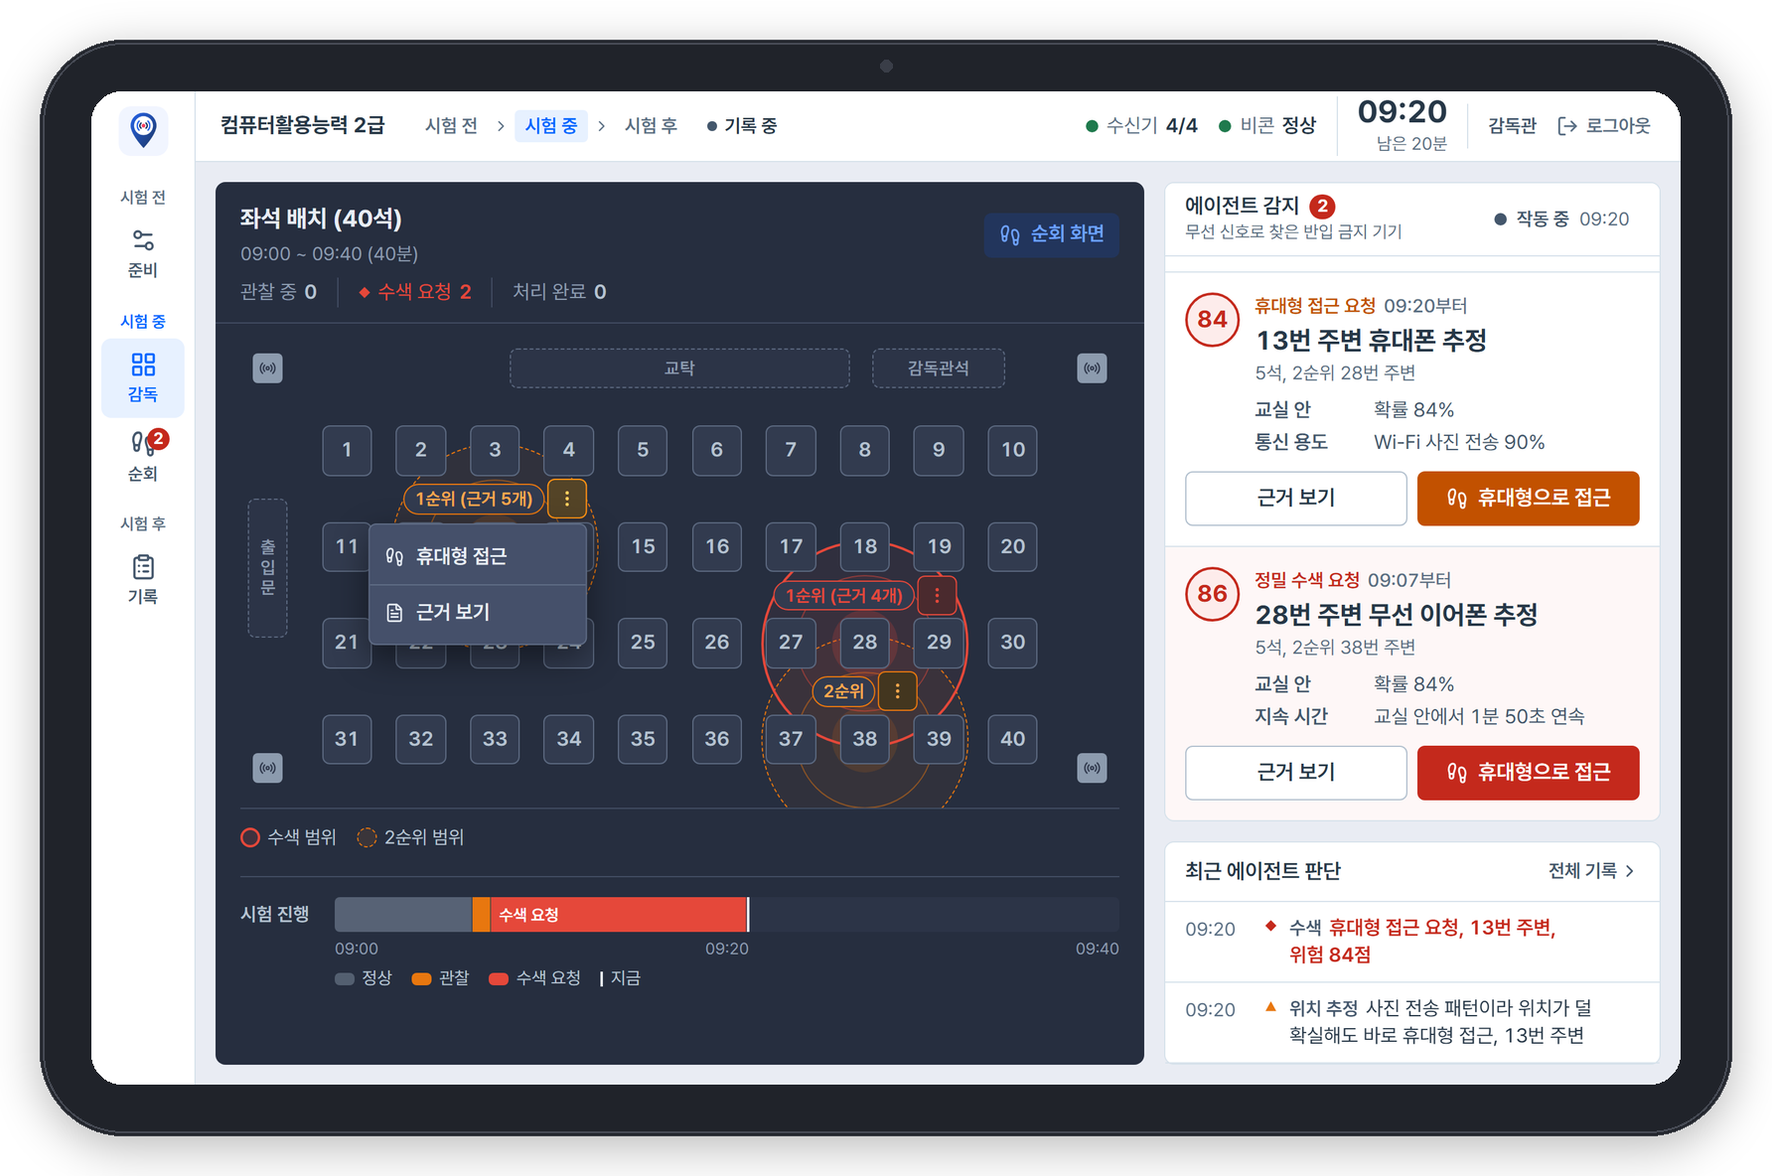 컴퓨터활용능력 2급
시험 전
시험 중
시험 후
기록 중
수신기 4/4
비콘 정상
09:20
남은 20분
감독관
로그아웃
시험 전
준비
시험 중
감독
2
순회
시험 후
기록
좌석 배치 (40석)
09:00 ~ 09:40 (40분)
순회 화면
관찰 중 0
수색 요청 2
처리 완료 0
교탁
감독관석
출입문
1 2 3 4 5 6 7 8 9 10
1순위 (근거 5개)
11 15 16 17 18 19 20
휴대형 접근
근거 보기
1순위 (근거 4개)
21 22 23 24 25 26 27 28 29 30
2순위
31 32 33 34 35 36 37 38 39 40
수색 범위
2순위 범위
시험 진행
수색 요청
09:00
09:20
09:40
정상
관찰
수색 요청
지금
에이전트 감지 2
무선 신호로 찾은 반입 금지 기기
작동 중 09:20
84
휴대형 접근 요청 09:20부터
13번 주변 휴대폰 추정
5석, 2순위 28번 주변
교실 안 확률 84%
통신 용도 Wi-Fi 사진 전송 90%
근거 보기
휴대형으로 접근
86
정밀 수색 요청 09:07부터
28번 주변 무선 이어폰 추정
5석, 2순위 38번 주변
교실 안 확률 84%
지속 시간 교실 안에서 1분 50초 연속
근거 보기
휴대형으로 접근
최근 에이전트 판단
전체 기록
09:20 수색 휴대형 접근 요청, 13번 주변,
위험 84점
09:20 위치 추정 사진 전송 패턴이라 위치가 덜
확실해도 바로 휴대형 접근, 13번 주변